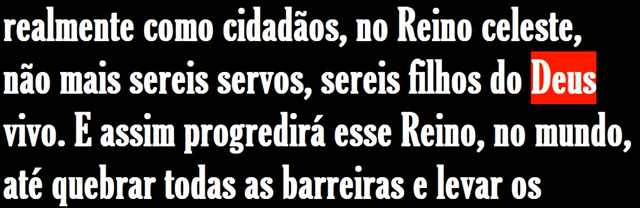 realmente como cidadãos, no Reino celeste,
não mais sereis servos, sereis filhos do Deus
vivo. E assim progredirá esse Reino, no mundo,
até quebrar todas as barreiras e levar os